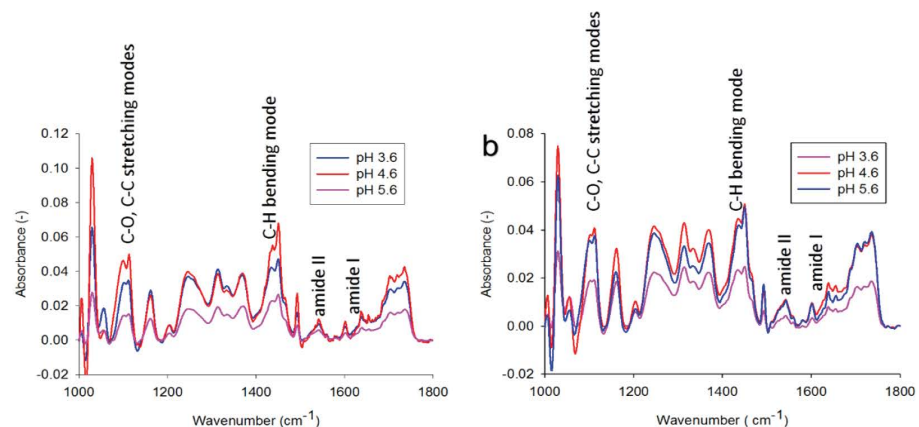 C-O, C-C stretching modes
C-H bending mode
amide II
amide I
pH 3.6
pH 4.6
pH 5.6
Absorbance (-)
0.12
0.10
0.08
0.06
0.04
0.02
0.00
-0.02
1000 1200 1400 1600 1800
Wavenumber (cm-1)
b
C-O, C-C stretching modes
C-H bending mode
amide II
amide I
pH 3.6
pH 4.6
pH 5.6
Absorbance (-)
0.08
0.06
0.04
0.02
0.00
-0.02
1000 1200 1400 1600 1800
Wavenumber ( cm-1)